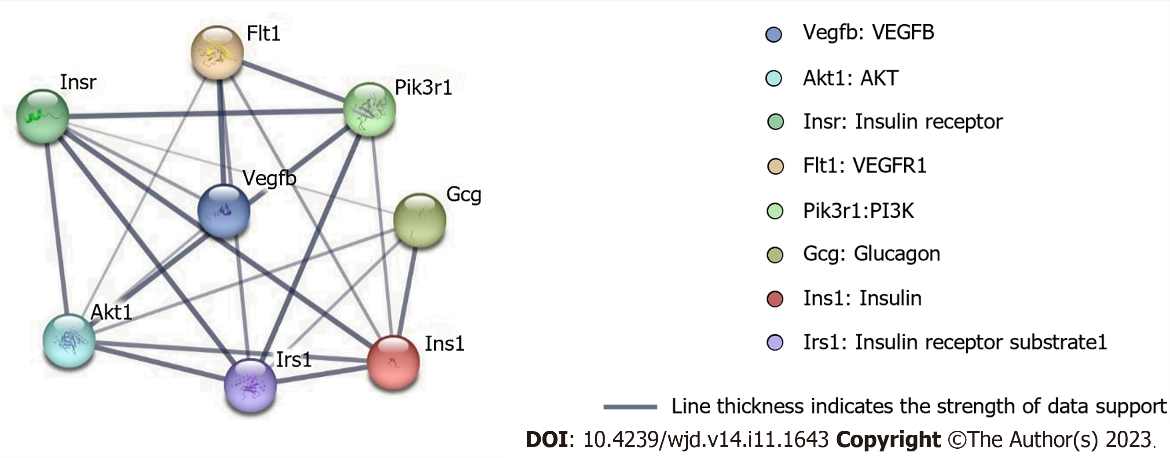 Flt1
Insr
Pik3r1
Vegfb
Gcg
Akt1
Irs1
Ins1
Vegfb: VEGFB
Akt1: AKT
Insr: Insulin receptor
Flt1: VEGFR1
Pik3r1:PI3K
Gcg: Glucagon
Ins1: Insulin
Irs1: Insulin receptor substrate1
Line thickness indicates the strength of data support
DOI: 10.4239/wjd.v14.i11.1643 Copyright ©The Author(s) 2023.